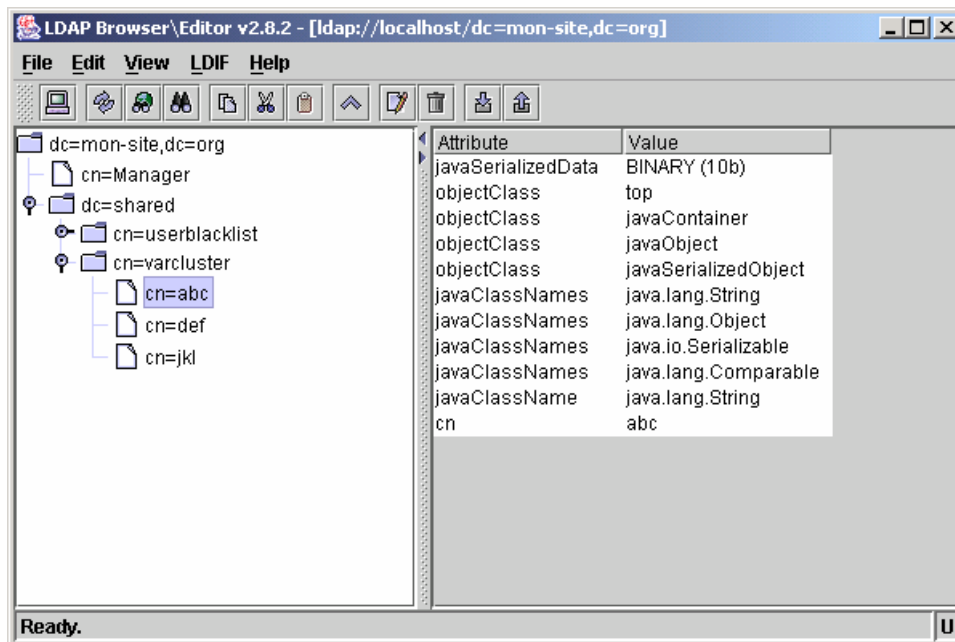 LDAP Browser\Editor v2.8.2 - [ldap://localhost/dc=mon-site,dc=org]
File Edit View LDIF Help
dc=mon-site,dc=org
cn=Manager
dc=shared
cn=userblacklist
cn=varcluster
cn=abc
cn=def
cn=jkl
Attribute Value
javaSerializedData BINARY (10b)
objectClass top
objectClass javaContainer
objectClass javaObject
objectClass javaSerializedObject
javaClassNames java.lang.String
javaClassNames java.lang.Object
javaClassNames java.io.Serializable
javaClassNames java.lang.Comparable
javaClassName java.lang.String
cn abc
Ready. U